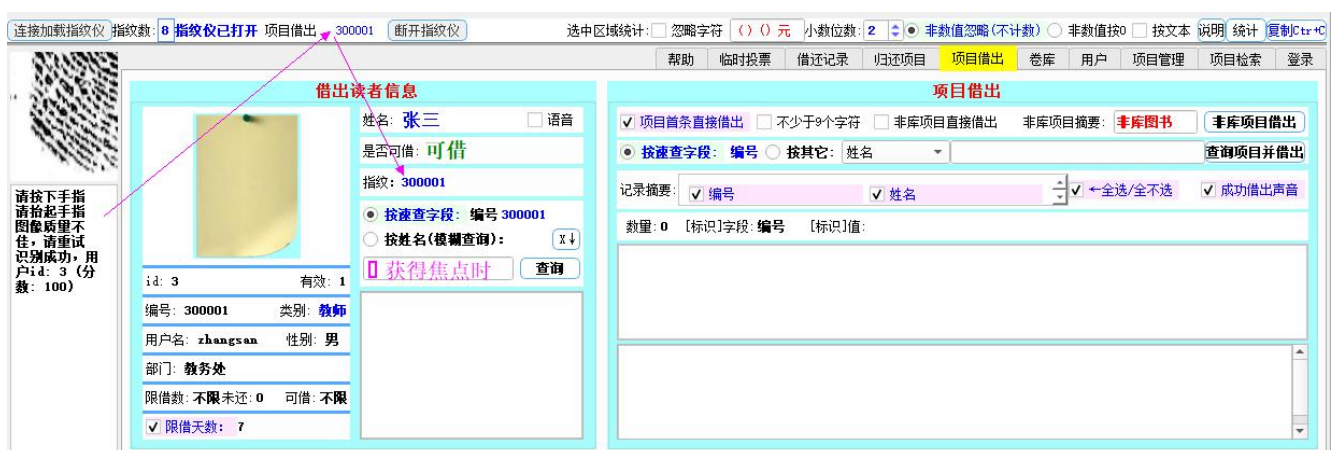 连接加载指纹仪 指纹数: 8 指纹仪已打开 项目借出 300001 断开指纹仪 选中区域统计: 忽略字符 () () 元 小数位数: 2 非数值忽略(不计数) 非数值按0 按文本 说明 统计 复制Ctr+C
帮助 临时投票 借还记录 归还项目 项目借出 卷库 用户 项目管理 项目检索 登录
请按下手指
请抬起手指
图像质量不
佳，请重试
识别成功，用
户id: 3 (分
数: 100)
借出读者信息
姓名: 张三 语音
是否可借: 可借
指纹: 300001
按速查字段: 编号 300001
按姓名(模糊查询): X↓
获得焦点时 查询
id: 3 有效: 1
编号: 300001 类别: 教师
用户名: zhangsan 性别: 男
部门: 教务处
限借数: 不限 未还: 0 可借: 不限
限借天数: 7
项目借出
项目首条直接借出 不少于9个字符 非库项目直接借出 非库项目摘要: 非库图书 非库项目借出
按速查字段: 编号 按其它: 姓名 查询项目并借出
记录摘要: 编号 姓名 ←全选/全不选 成功借出声音
数量: 0 [标识]字段: 编号 [标识]值: